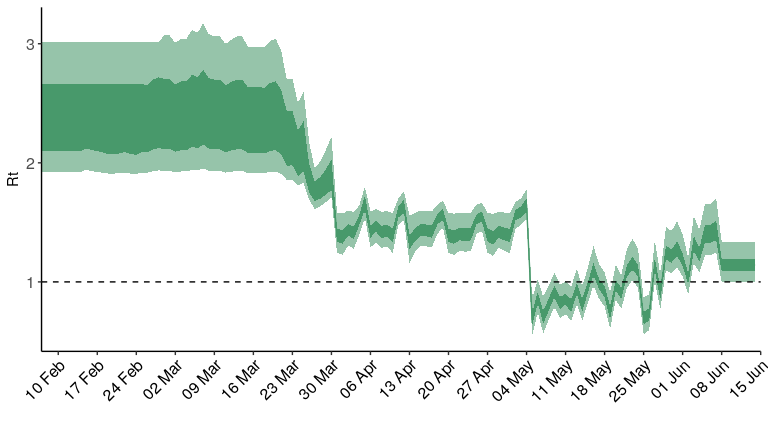 3
2
1
Rt
10 Feb
17 Feb
24 Feb
02 Mar
09 Mar
16 Mar
23 Mar
30 Mar
06 Apr
13 Apr
20 Apr
27 Apr
04 May
11 May
18 May
25 May
01 Jun
08 Jun
15 Jun